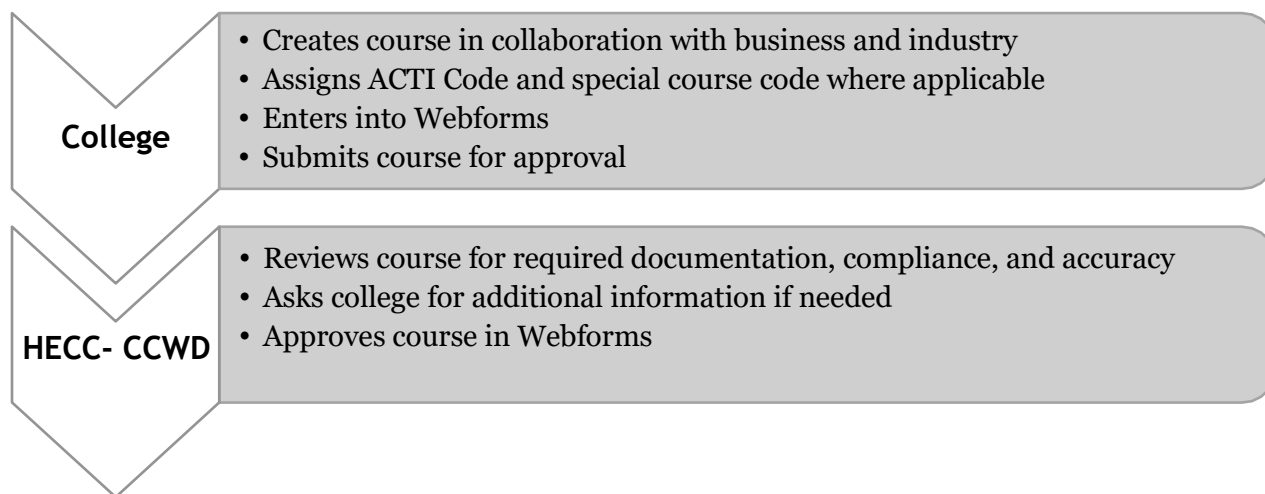 College
• Creates course in collaboration with business and industry
• Assigns ACTI Code and special course code where applicable
• Enters into Webforms
• Submits course for approval
HECC- CCWD
• Reviews course for required documentation, compliance, and accuracy
• Asks college for additional information if needed
• Approves course in Webforms